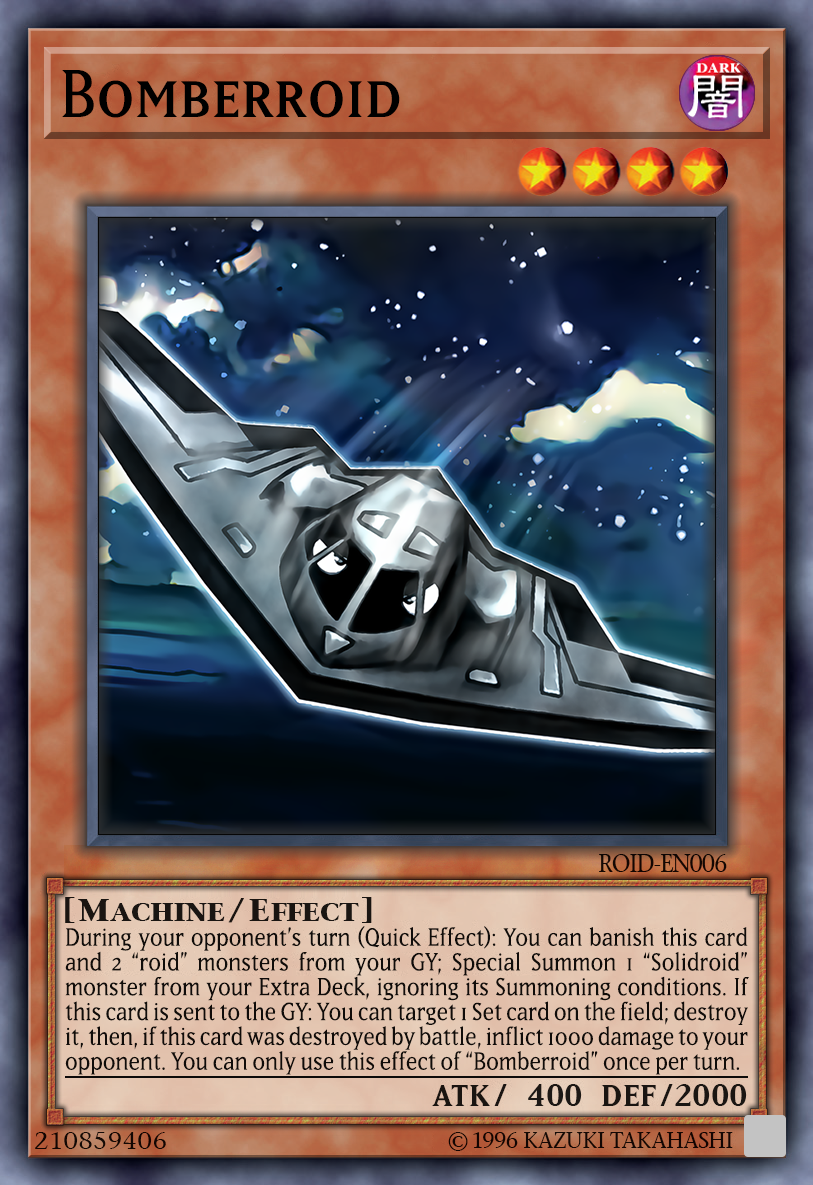 Bomberroid
DARK
闇
ROID-EN006
[Machine/Effect]
During your opponent's turn (Quick Effect): You can banish this card
and 2 “roid” monsters from your GY; Special Summon 1 “Solidroid”
monster from your Extra Deck, ignoring its Summoning conditions. If
this card is sent to the GY: You can target 1 Set card on the field; destroy
it, then, if this card was destroyed by battle, inflict 1000 damage to your
opponent. You can only use this effect of “Bomberroid” once per turn.
ATK/ 400 DEF/2000
210859406 © 1996 KAZUKI TAKAHASHI